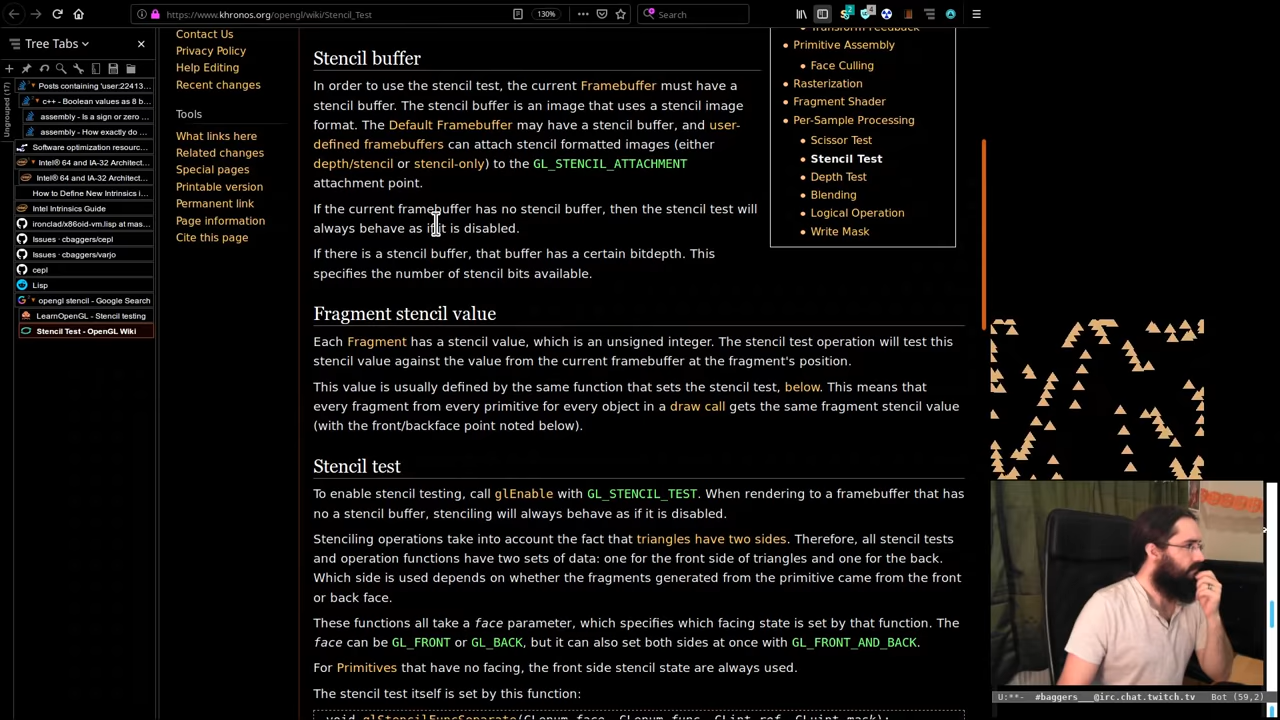 https://www.khronos.org/opengl/wiki/Stencil_Test
130%
Search
2
4
Tree Tabs
Ungrouped (17)
Posts containing 'user:22413...
c++ - Boolean values as 8 b...
assembly - Is a sign or zero ...
assembly - How exactly do ...
Software optimization resourc...
Intel® 64 and IA-32 Architect...
Intel® 64 and IA-32 Architect...
How to Define New Intrinsics i...
Intel Intrinsics Guide
ironclad/x86oid-vm.lisp at mas...
Issues · cbaggers/cepl
Issues · cbaggers/varjo
cepl
Lisp
opengl stencil - Google Search
LearnOpenGL - Stencil testing
Stencil Test - OpenGL Wiki
Contact Us
Privacy Policy
Help Editing
Recent changes
Tools
What links here
Related changes
Special pages
Printable version
Permanent link
Page information
Cite this page
Stencil buffer
In order to use the stencil test, the current Framebuffer must have a
stencil buffer. The stencil buffer is an image that uses a stencil image
format. The Default Framebuffer may have a stencil buffer, and user-
defined framebuffers can attach stencil formatted images (either
depth/stencil or stencil-only) to the GL_STENCIL_ATTACHMENT
attachment point.
If the current framebuffer has no stencil buffer, then the stencil test will
always behave as if it is disabled.
If there is a stencil buffer, that buffer has a certain bitdepth. This
specifies the number of stencil bits available.
Fragment stencil value
Each Fragment has a stencil value, which is an unsigned integer. The stencil test operation will test this
stencil value against the value from the current framebuffer at the fragment's position.
This value is usually defined by the same function that sets the stencil test, below. This means that
every fragment from every primitive for every object in a draw call gets the same fragment stencil value
(with the front/backface point noted below).
Stencil test
To enable stencil testing, call glEnable with GL_STENCIL_TEST. When rendering to a framebuffer that has
no a stencil buffer, stenciling will always behave as if it is disabled.
Stenciling operations take into account the fact that triangles have two sides. Therefore, all stencil tests
and operation functions have two sets of data: one for the front side of triangles and one for the back.
Which side is used depends on whether the fragments generated from the primitive came from the front
or back face.
These functions all take a face parameter, which specifies which facing state is set by that function. The
face can be GL_FRONT or GL_BACK, but it can also set both sides at once with GL_FRONT_AND_BACK.
For Primitives that have no facing, the front side stencil state are always used.
The stencil test itself is set by this function:
void glStencilFuncSeparate(GLenum face, GLenum func, GLint ref, GLuint mask);
Transform Feedback
Primitive Assembly
Face Culling
Rasterization
Fragment Shader
Per-Sample Processing
Scissor Test
Stencil Test
Depth Test
Blending
Logical Operation
Write Mask
U:**- #baggers___@irc.chat.twitch.tv Bot (59,2)